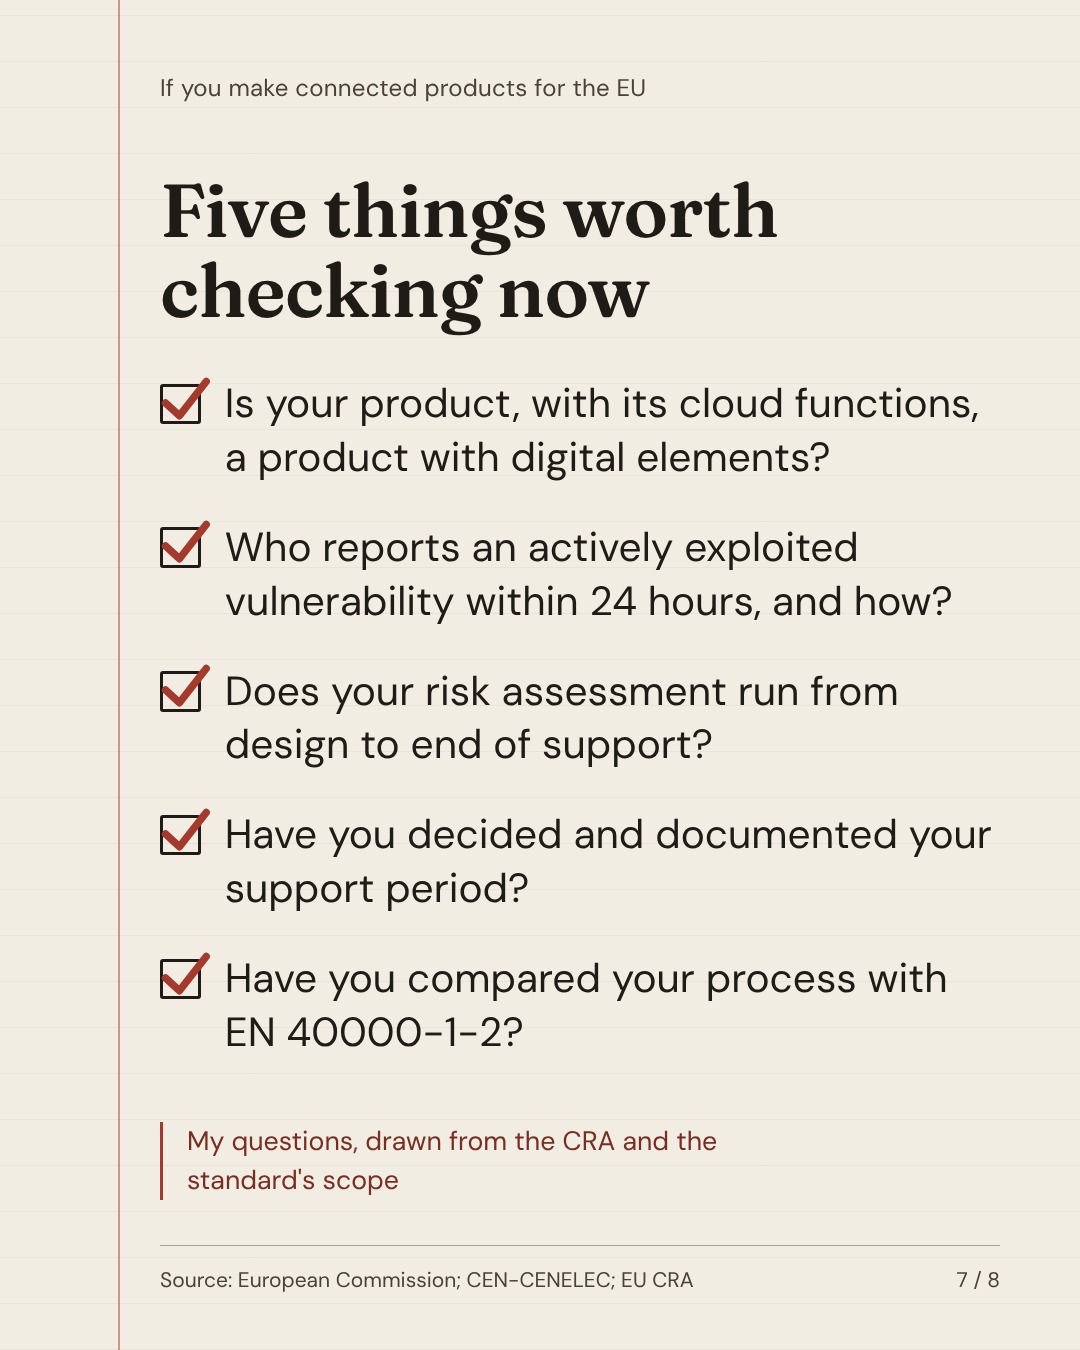 If you make connected products for the EU
Five things worth
checking now
Is your product, with its cloud functions,
a product with digital elements?
Who reports an actively exploited
vulnerability within 24 hours, and how?
Does your risk assessment run from
design to end of support?
Have you decided and documented your
support period?
Have you compared your process with
EN 40000-1-2?
My questions, drawn from the CRA and the
standard's scope
Source: European Commission; CEN-CENELEC; EU CRA
7 / 8